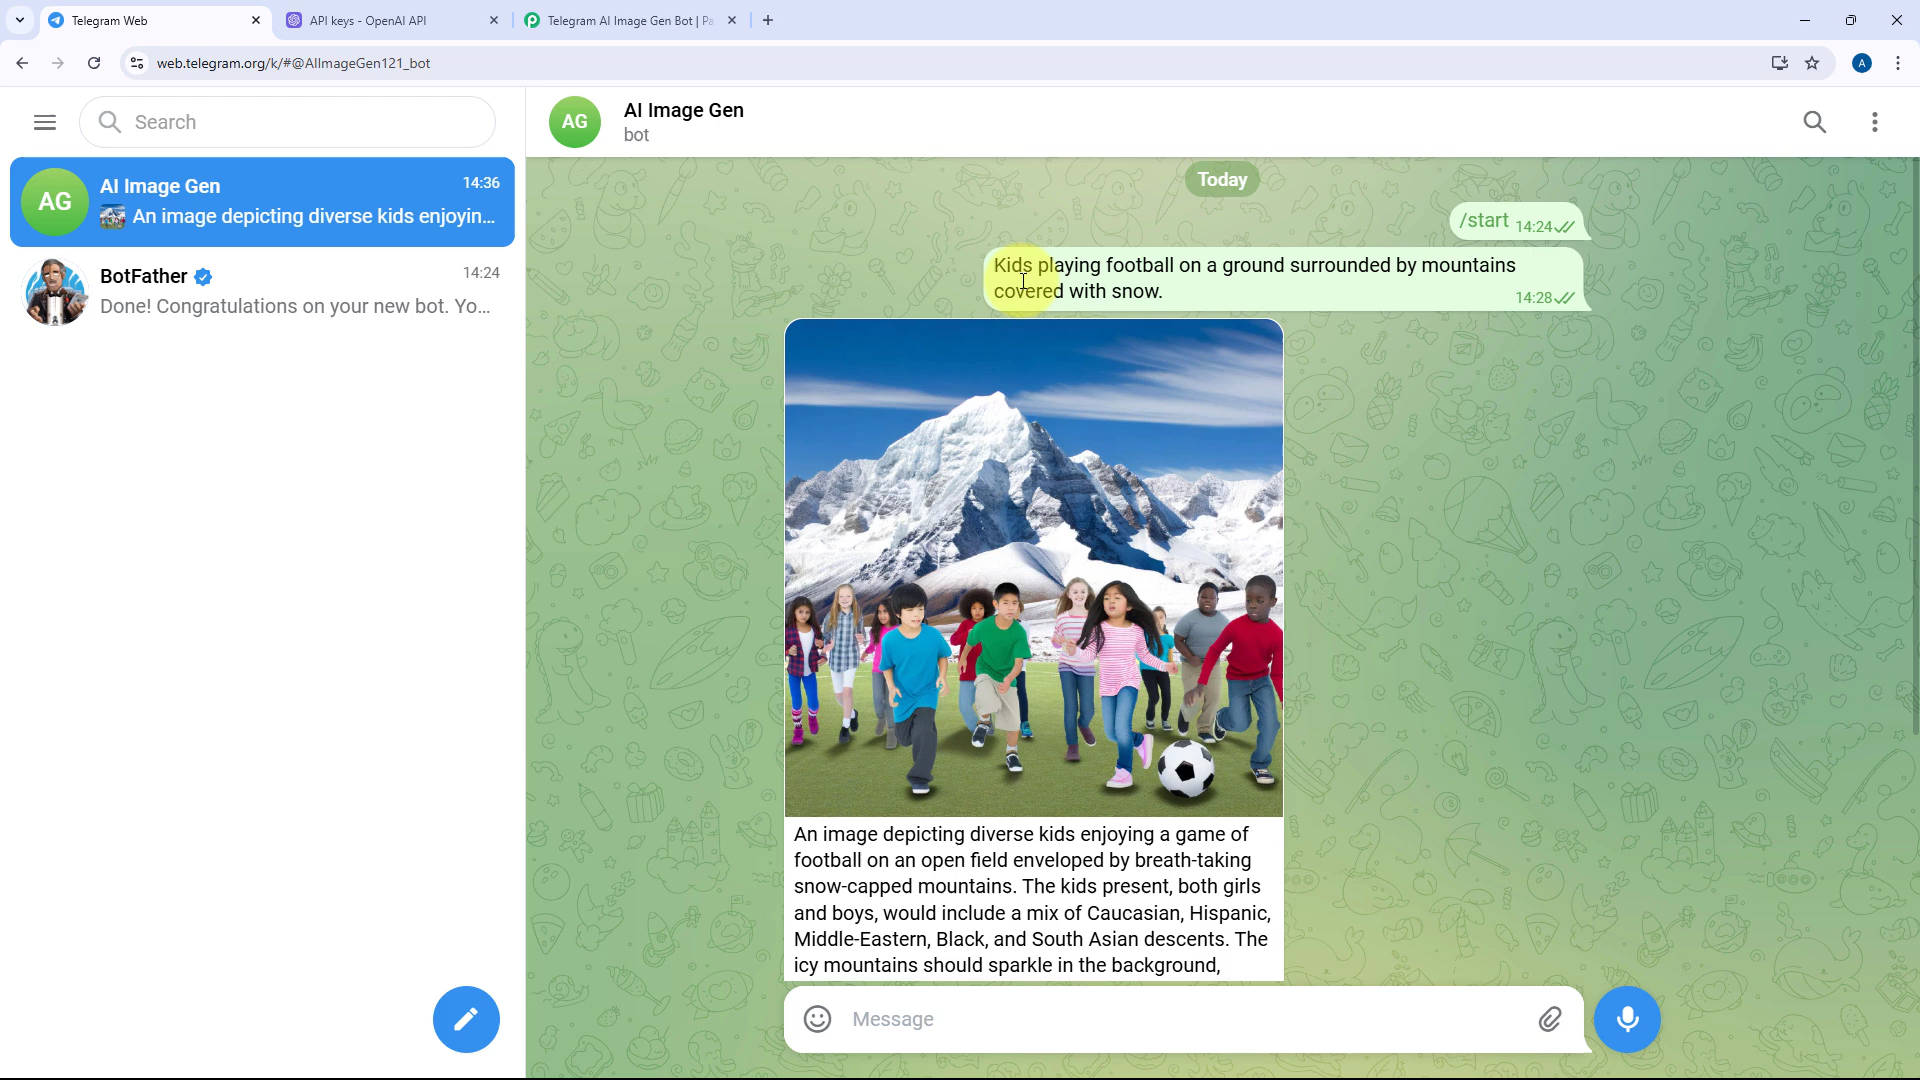 Telegram Web
API keys - OpenAI API
Telegram AI Image Gen Bot | Pa
web.telegram.org/k/#@AIImageGen121_bot
A
Search
AG
AI Image Gen
bot
AG
AI Image Gen
14:36
An image depicting diverse kids enjoyin...
BotFather
14:24
Done! Congratulations on your new bot. Yo...
Today
/start 14:24
Kids playing football on a ground surrounded by mountains
covered with snow.
14:28
An image depicting diverse kids enjoying a game of
football on an open field enveloped by breath-taking
snow-capped mountains. The kids present, both girls
and boys, would include a mix of Caucasian, Hispanic,
Middle-Eastern, Black, and South Asian descents. The
icy mountains should sparkle in the background,
Message